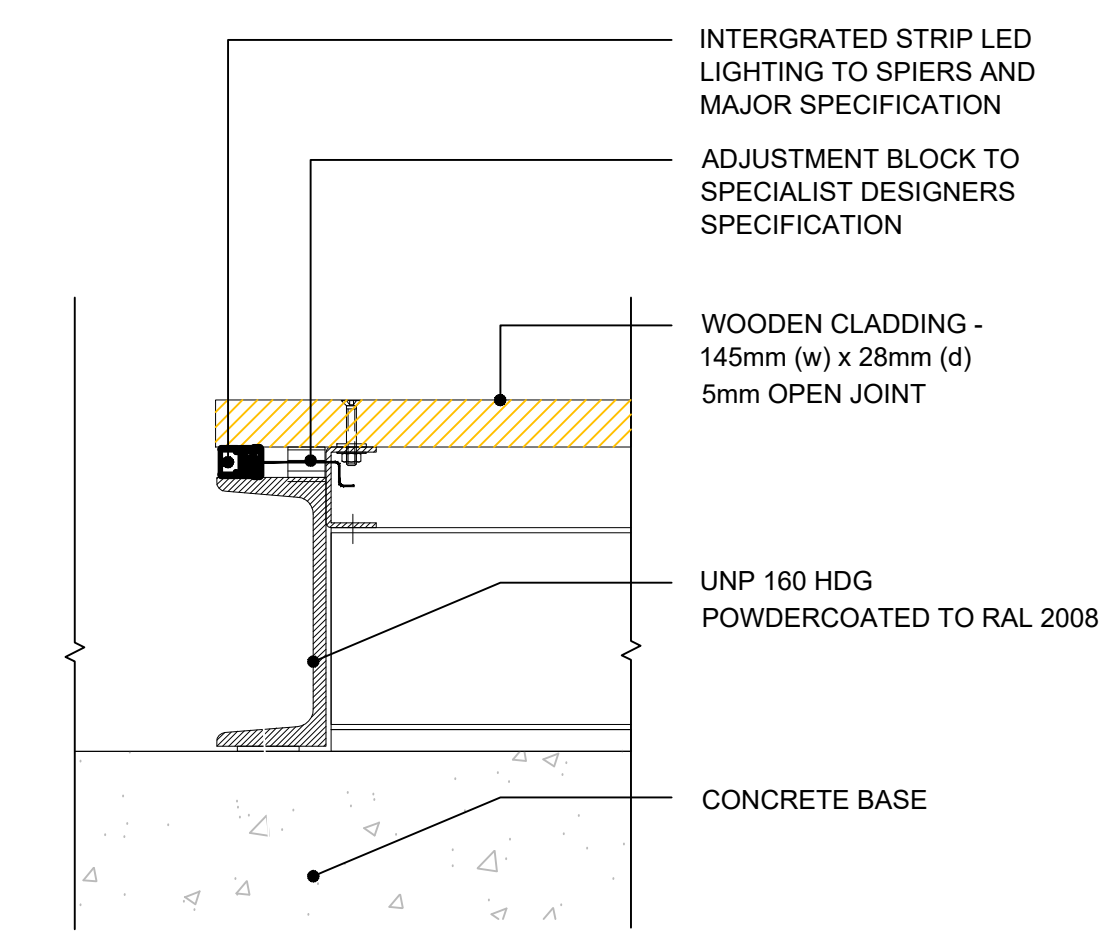 INTERGRATED STRIP LED
LIGHTING TO SPIERS AND
MAJOR SPECIFICATION
ADJUSTMENT BLOCK TO
SPECIALIST DESIGNERS
SPECIFICATION
WOODEN CLADDING -
145mm (w) x 28mm (d)
5mm OPEN JOINT
UNP 160 HDG
POWDERCOATED TO RAL 2008
CONCRETE BASE